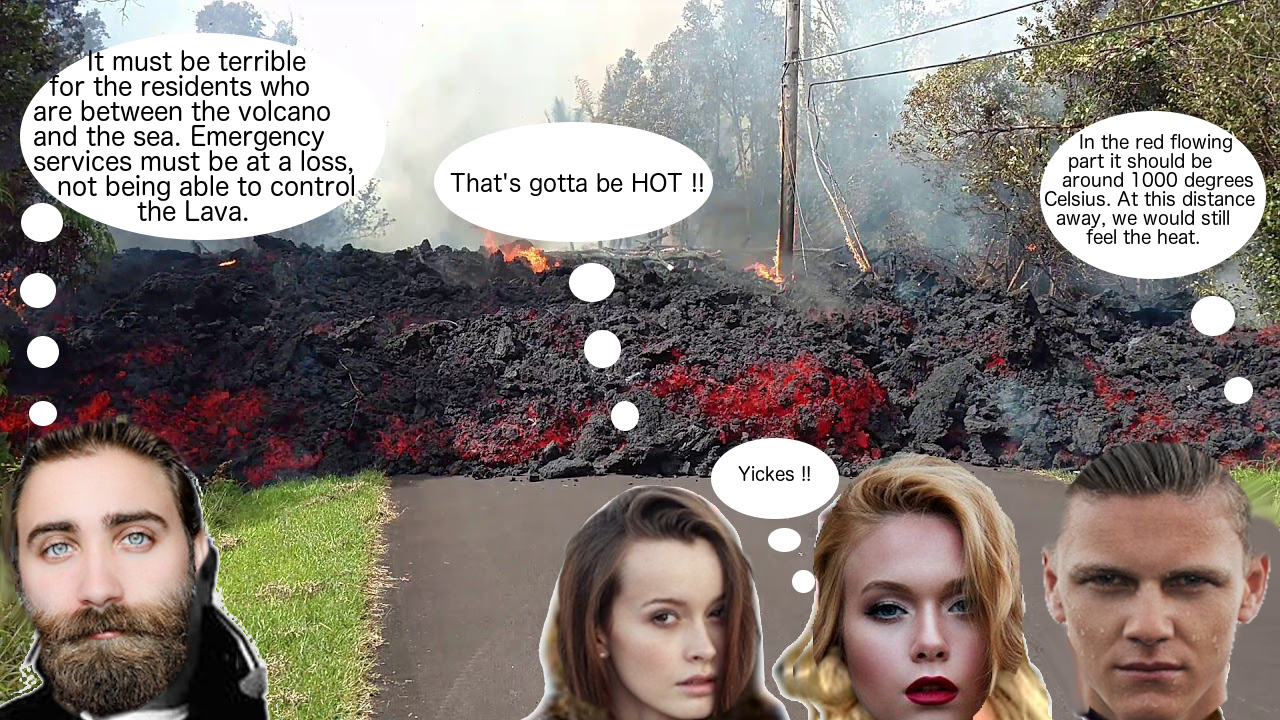 It must be terrible
for the residents who
are between the volcano
and the sea. Emergency
services must be at a loss,
not being able to control
the Lava.
That's gotta be HOT !!
In the red flowing
part it should be
around 1000 degrees
Celsius. At this distance
away, we would still
feel the heat.
Yickes !!